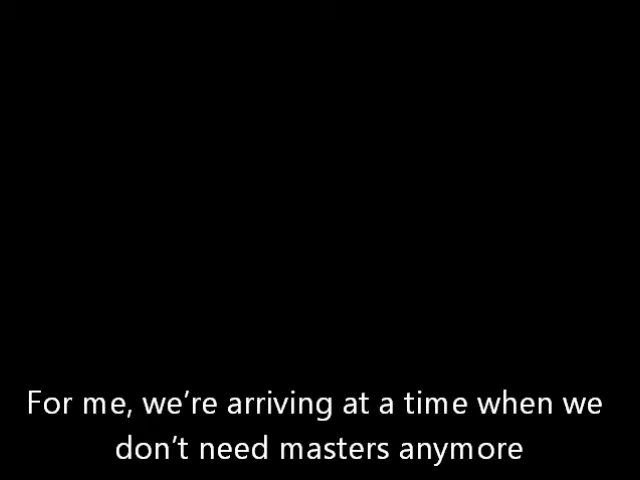 For me, we’re arriving at a time when we
don’t need masters anymore